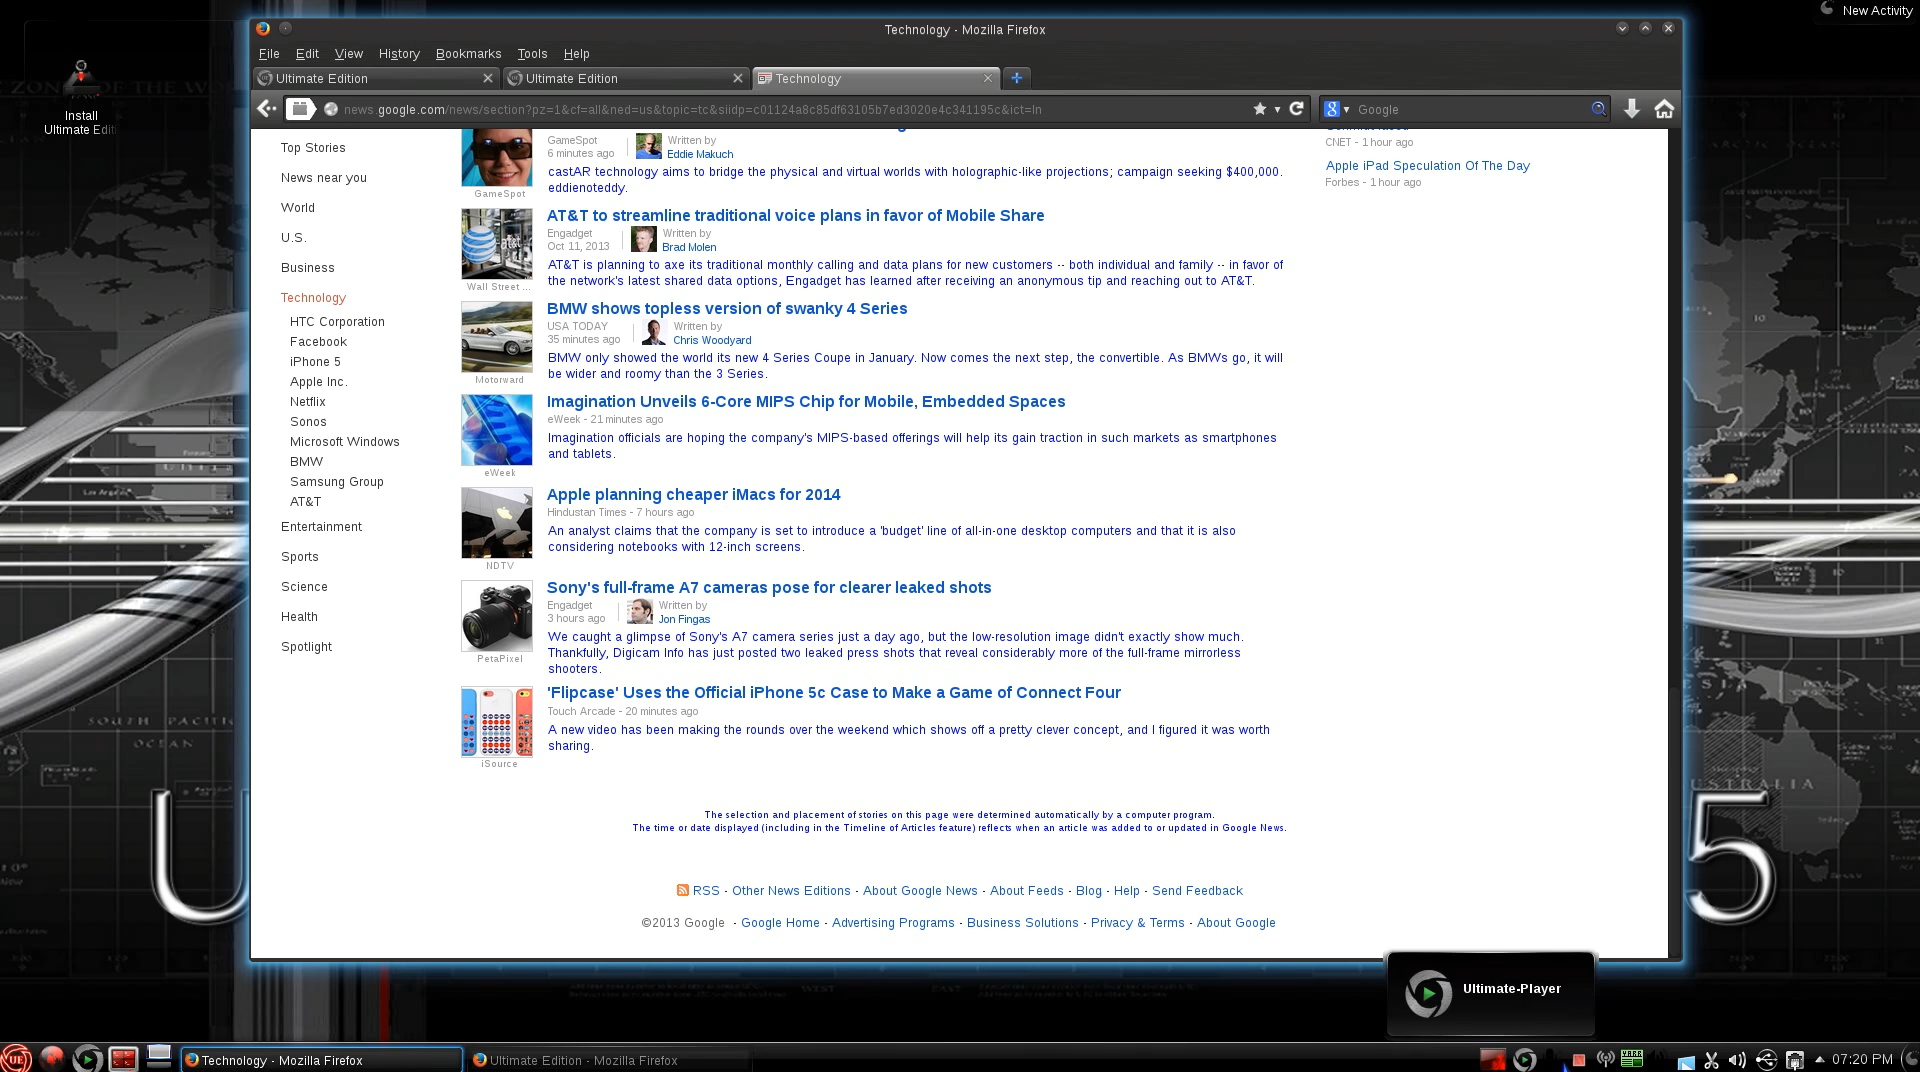 Technology - Mozilla Firefox
New Activity
File Edit View History Bookmarks Tools Help
Ultimate Edition
Ultimate Edition
Technology
news.google.com/news/section?pz=1&cf=all&ned=us&topic=tc&siidp=c01124a8c85df63105b7ed3020e4c341195c&ict=ln
Google
Install
Ultimate Edit
Top Stories
News near you
World
U.S.
Business
Technology
HTC Corporation
Facebook
iPhone 5
Apple Inc.
Netflix
Sonos
Microsoft Windows
BMW
Samsung Group
AT&T
Entertainment
Sports
Science
Health
Spotlight
GameSpot
6 minutes ago
Written by
Eddie Makuch
castAR technology aims to bridge the physical and virtual worlds with holographic-like projections; campaign seeking $400,000.
eddienoteddy.
GameSpot
AT&T to streamline traditional voice plans in favor of Mobile Share
Engadget
Oct 11, 2013
Written by
Brad Molen
AT&T is planning to axe its traditional monthly calling and data plans for new customers -- both individual and family -- in favor of
the network's latest shared data options, Engadget has learned after receiving an anonymous tip and reaching out to AT&T.
Wall Street ...
BMW shows topless version of swanky 4 Series
USA TODAY
35 minutes ago
Written by
Chris Woodyard
BMW only showed the world its new 4 Series Coupe in January. Now comes the next step, the convertible. As BMWs go, it will
be wider and roomy than the 3 Series.
Motorward
Imagination Unveils 6-Core MIPS Chip for Mobile, Embedded Spaces
eWeek - 21 minutes ago
Imagination officials are hoping the company's MIPS-based offerings will help its gain traction in such markets as smartphones
and tablets.
eWeek
Apple planning cheaper iMacs for 2014
Hindustan Times - 7 hours ago
An analyst claims that the company is set to introduce a 'budget' line of all-in-one desktop computers and that it is also
considering notebooks with 12-inch screens.
NDTV
Sony's full-frame A7 cameras pose for clearer leaked shots
Engadget
3 hours ago
Written by
Jon Fingas
We caught a glimpse of Sony's A7 camera series just a day ago, but the low-resolution image didn't exactly show much.
Thankfully, Digicam Info has just posted two leaked press shots that reveal considerably more of the full-frame mirrorless
shooters.
PetaPixel
'Flipcase' Uses the Official iPhone 5c Case to Make a Game of Connect Four
Touch Arcade - 20 minutes ago
A new video has been making the rounds over the weekend which shows off a pretty clever concept, and I figured it was worth
sharing.
iSource
CNET - 1 hour ago
Apple iPad Speculation Of The Day
Forbes - 1 hour ago
The selection and placement of stories on this page were determined automatically by a computer program.
The time or date displayed (including in the Timeline of Articles feature) reflects when an article was added to or updated in Google News.
RSS - Other News Editions - About Google News - About Feeds - Blog - Help - Send Feedback
©2013 Google - Google Home - Advertising Programs - Business Solutions - Privacy & Terms - About Google
SOUTH PACIFIC
OCEAN
AUSTRALIA
U
5
WEST
EAST
Ultimate-Player
UE
Technology - Mozilla Firefox
Ultimate Edition - Mozilla Firefox
07:20 PM